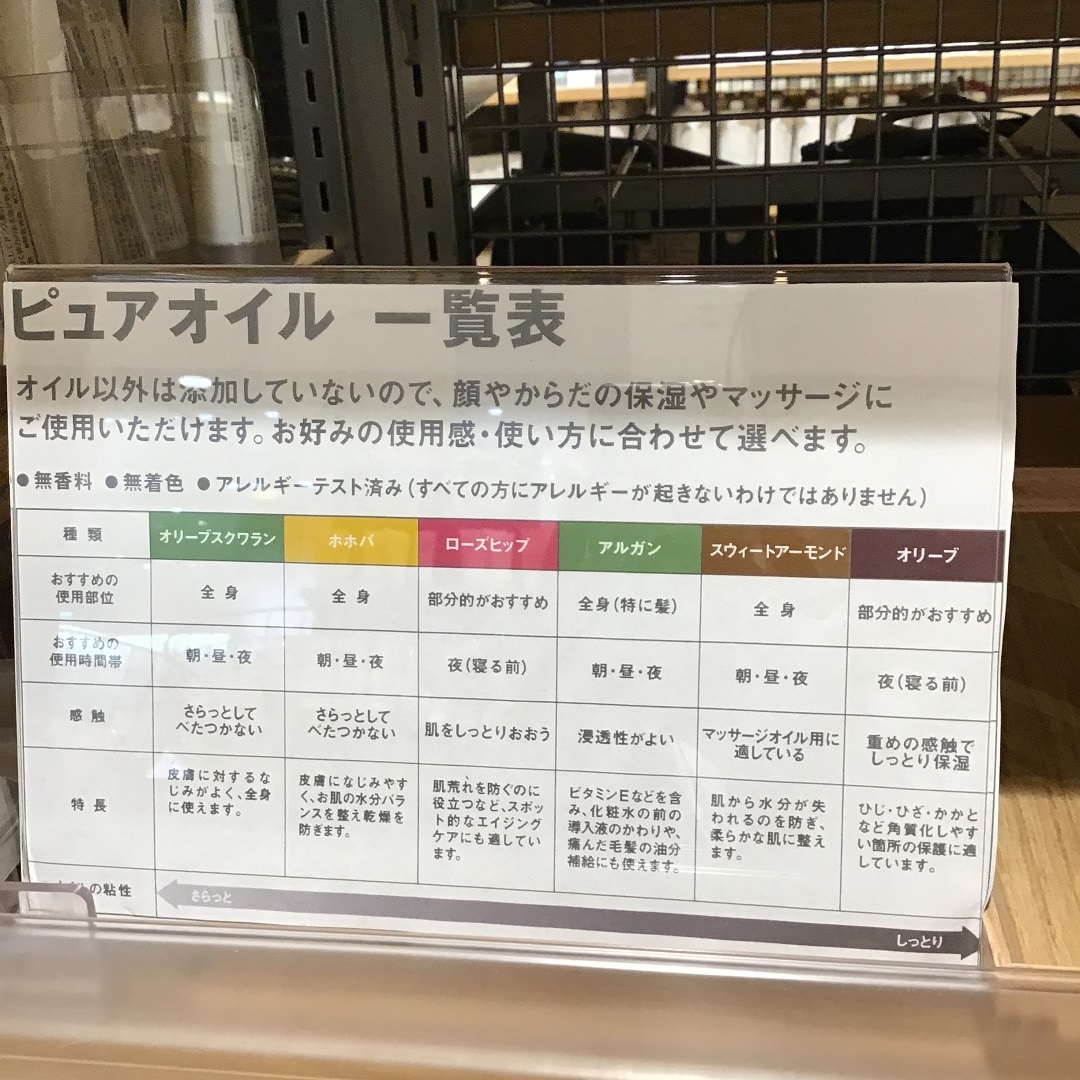 ピュアオイル 一覧表
オイル以外は添加していないので、顔やからだの保湿やマッサージに
ご使用いただけます。お好みの使用感・使い方に合わせて選べます。
●無香料 ●無着色 ●アレルギーテスト済み(すべての方にアレルギーが起きないわけではありません)
種類 オリーブスクワラン ホホバ ローズヒップ アルガン スウィートアーモンド オリーブ
おすすめの
使用部位
全身 全身 部分的がおすすめ 全身(特に髪) 全身 部分的がおすすめ
おすすめの
使用時間帯
朝・昼・夜 朝・昼・夜 夜(寝る前) 朝・昼・夜 朝・昼・夜 夜(寝る前)
感触
さらっとして
べたつかない
さらっとして
べたつかない
肌をしっとりおおう
浸透性がよい
マッサージオイル用に
適している
重めの感触で
しっとり保湿
特長
皮膚に対するな
じみがよく、全身
に使えます。
皮膚になじみやす
く、お肌の水分バラ
ンスを整え乾燥を
防ぎます。
肌荒れを防ぐのに
役立つなど、スポッ
ト的なエイジング
ケアにも適していま
す。
ビタミンEなどを含
み、化粧水の前の
導入液のかわりや、
痛んだ毛髪の油分
補給にも使えます。
肌から水分が失
われるのを防ぎ、
柔らかな肌に整え
ます。
ひじ・ひざ・かかと
など角質化しやす
い箇所の保護に適
しています。
の粘性
さらっと
しっとり